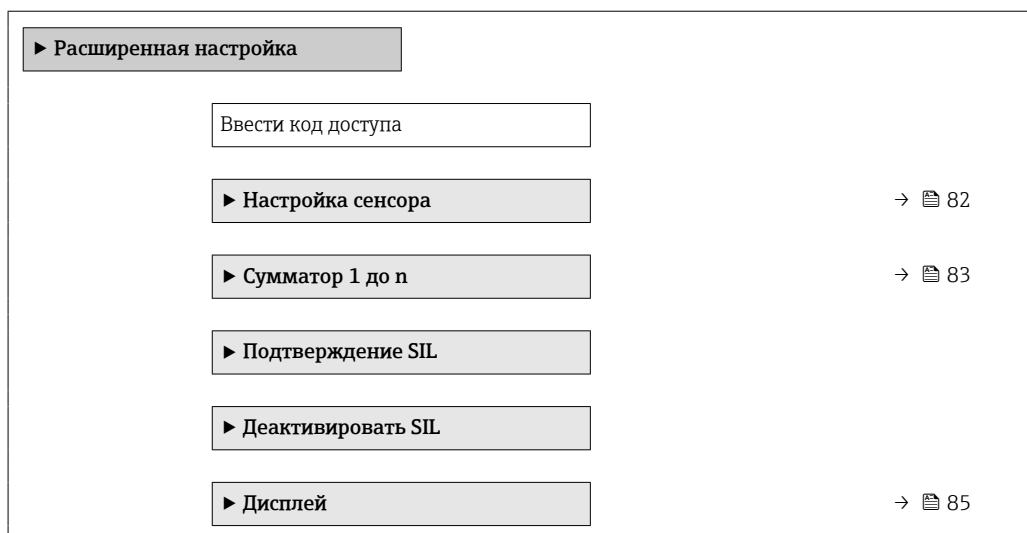 ▶ Расширенная настройка
Ввести код доступа
▶ Настройка сенсора → 82
▶ Сумматор 1 до n → 83
▶ Подтверждение SIL
▶ Деактивировать SIL
▶ Дисплей → 85